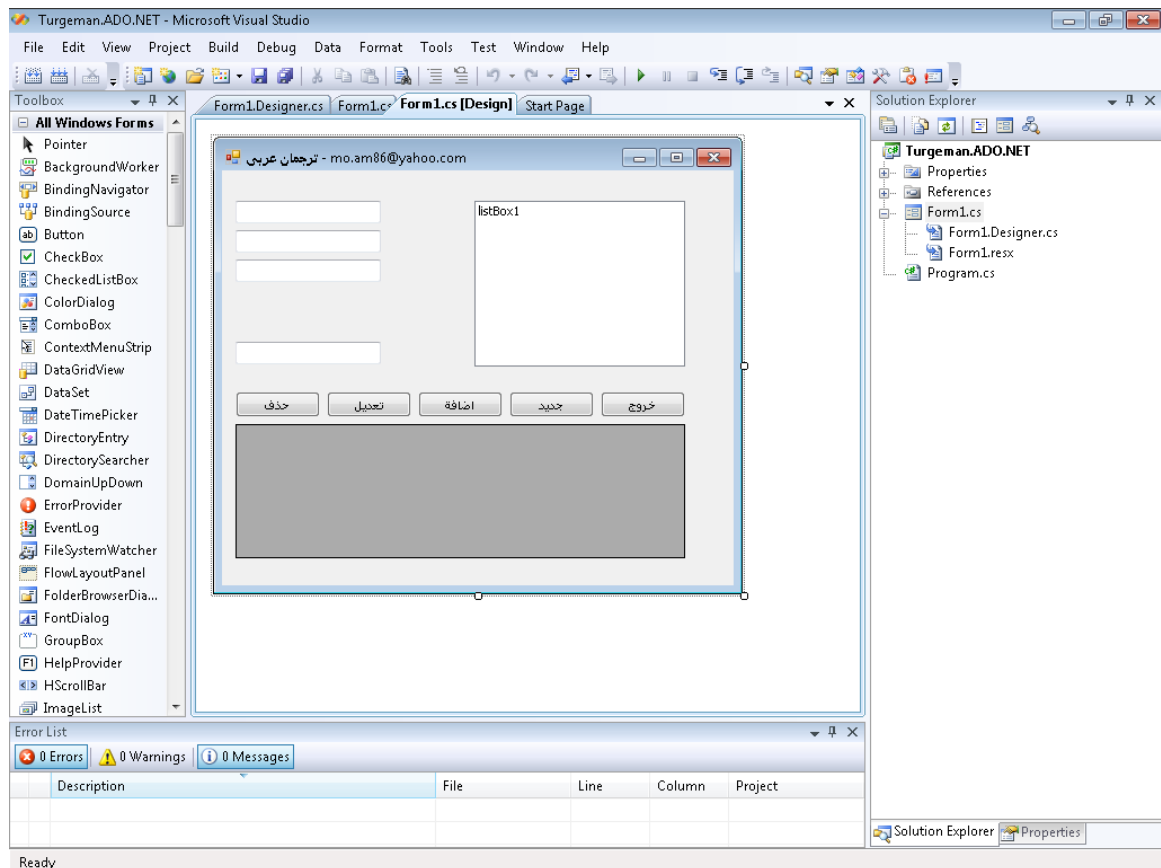 Turgeman.ADO.NET - Microsoft Visual Studio
File Edit View Project Build Debug Data Format Tools Test Window Help
Toolbox
All Windows Forms
Pointer
BackgroundWorker
BindingNavigator
BindingSource
Button
CheckBox
CheckedListBox
ColorDialog
ComboBox
ContextMenuStrip
DataGridView
DataSet
DateTimePicker
DirectoryEntry
DirectorySearcher
DomainUpDown
ErrorProvider
EventLog
FileSystemWatcher
FlowLayoutPanel
FolderBrowserDia...
FontDialog
GroupBox
HelpProvider
HScrollBar
ImageList
Form1.Designer.cs Form1.cs Form1.cs [Design] Start Page
ترجمان عربي - mo.am86@yahoo.com
listBox1
حذف تعديل اضافة جديد خروج
Solution Explorer
Turgeman.ADO.NET
Properties
References
Form1.cs
Form1.Designer.cs
Form1.resx
Program.cs
Solution Explorer Properties
Error List
0 Errors 0 Warnings 0 Messages
Description File Line Column Project
Ready